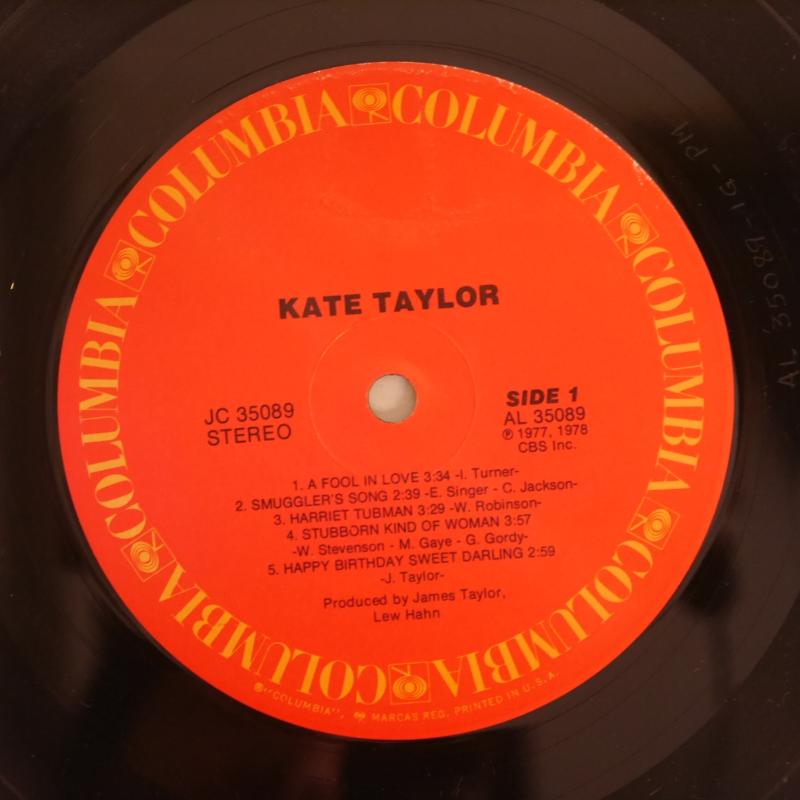 COLUMBIA COLUMBIA COLUMBIA COLUMBIA COLUMBIA COLUMBIA COLUMBIA COLUMBIA
KATE TAYLOR
JC 35089
STEREO
SIDE 1
AL 35089
℗ 1977, 1978
CBS Inc.
1. A FOOL IN LOVE 3:34 -I. Turner-
2. SMUGGLER'S SONG 2:39 -E. Singer - C. Jackson-
3. HARRIET TUBMAN 3:29 -W. Robinson-
4. STUBBORN KIND OF WOMAN 3:57
-W. Stevenson - M. Gaye - G. Gordy-
5. HAPPY BIRTHDAY SWEET DARLING 2:59
-J. Taylor-
Produced by James Taylor,
Lew Hahn
®"COLUMBIA", MARCAS REG. PRINTED IN U.S.A.
AL 35089-1G-PM